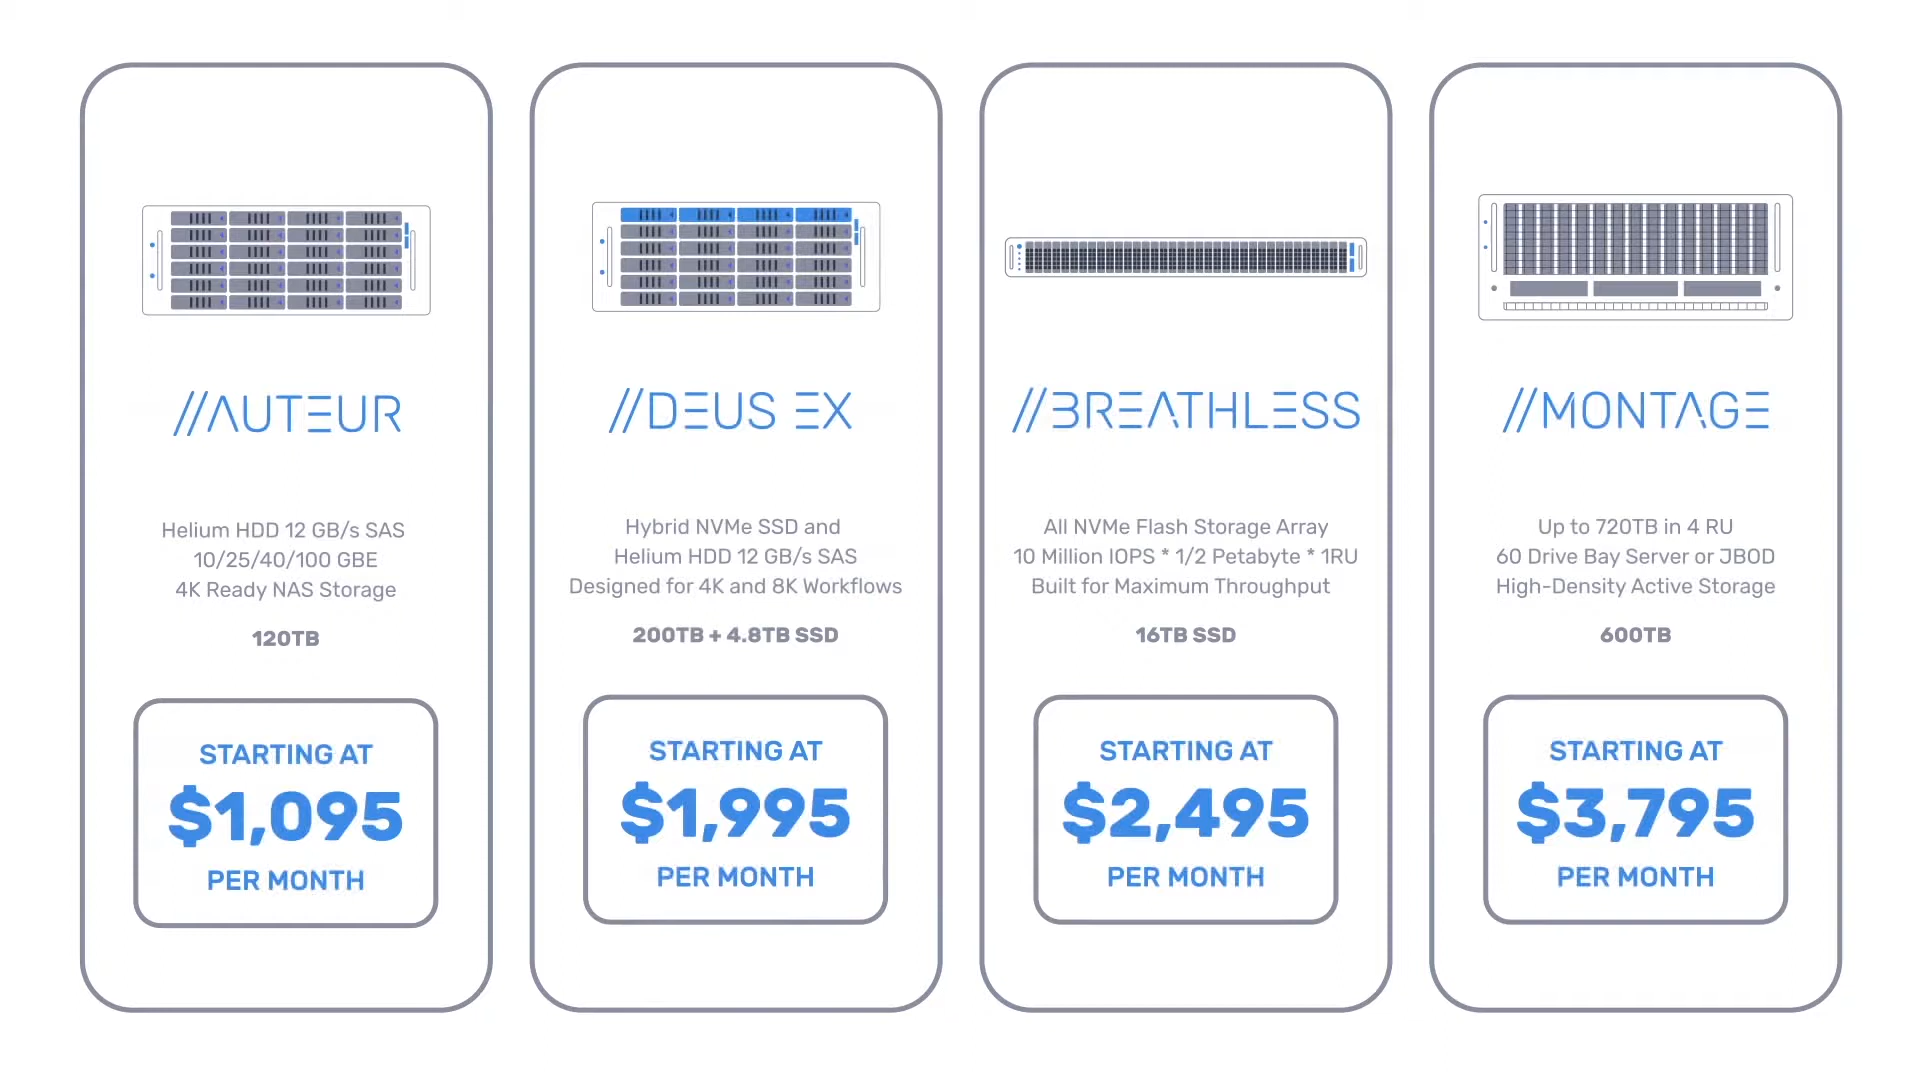 //AUTEUR
Helium HDD 12 GB/s SAS
10/25/40/100 GBE
4K Ready NAS Storage
120TB
STARTING AT
$1,095
PER MONTH
//DEUS EX
Hybrid NVMe SSD and
Helium HDD 12 GB/s SAS
Designed for 4K and 8K Workflows
200TB + 4.8TB SSD
STARTING AT
$1,995
PER MONTH
//BREATHLESS
All NVMe Flash Storage Array
10 Million IOPS * 1/2 Petabyte * 1RU
Built for Maximum Throughput
16TB SSD
STARTING AT
$2,495
PER MONTH
//MONTAGE
Up to 720TB in 4 RU
60 Drive Bay Server or JBOD
High-Density Active Storage
600TB
STARTING AT
$3,795
PER MONTH